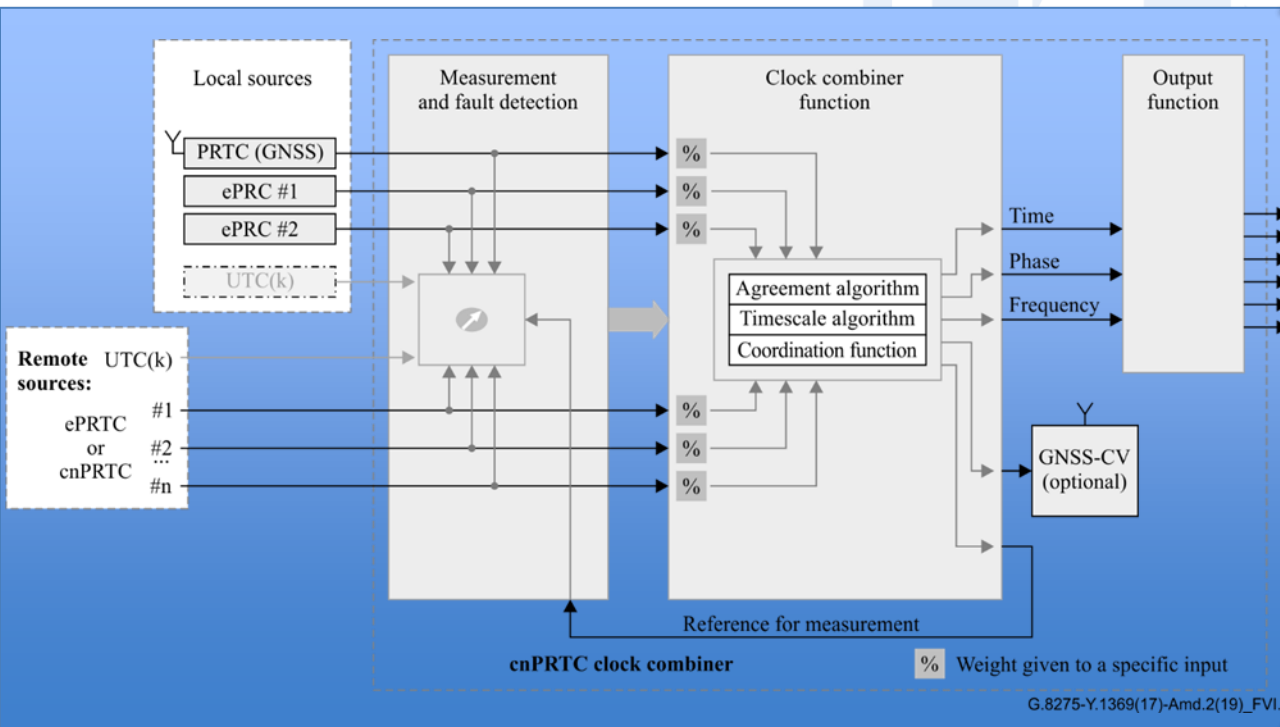 Local sources
PRTC (GNSS)
ePRC #1
ePRC #2
UTC(k)
Remote
sources:
UTC(k)
ePRTC
or
cnPRTC
#1
#2
...
#n
Measurement
and fault detection
Clock combiner
function
%
%
%
Agreement algorithm
Timescale algorithm
Coordination function
%
%
%
Time
Phase
Frequency
Output
function
GNSS-CV
(optional)
Reference for measurement
cnPRTC clock combiner
% Weight given to a specific input
G.8275-Y.1369(17)-Amd.2(19)_FVI.